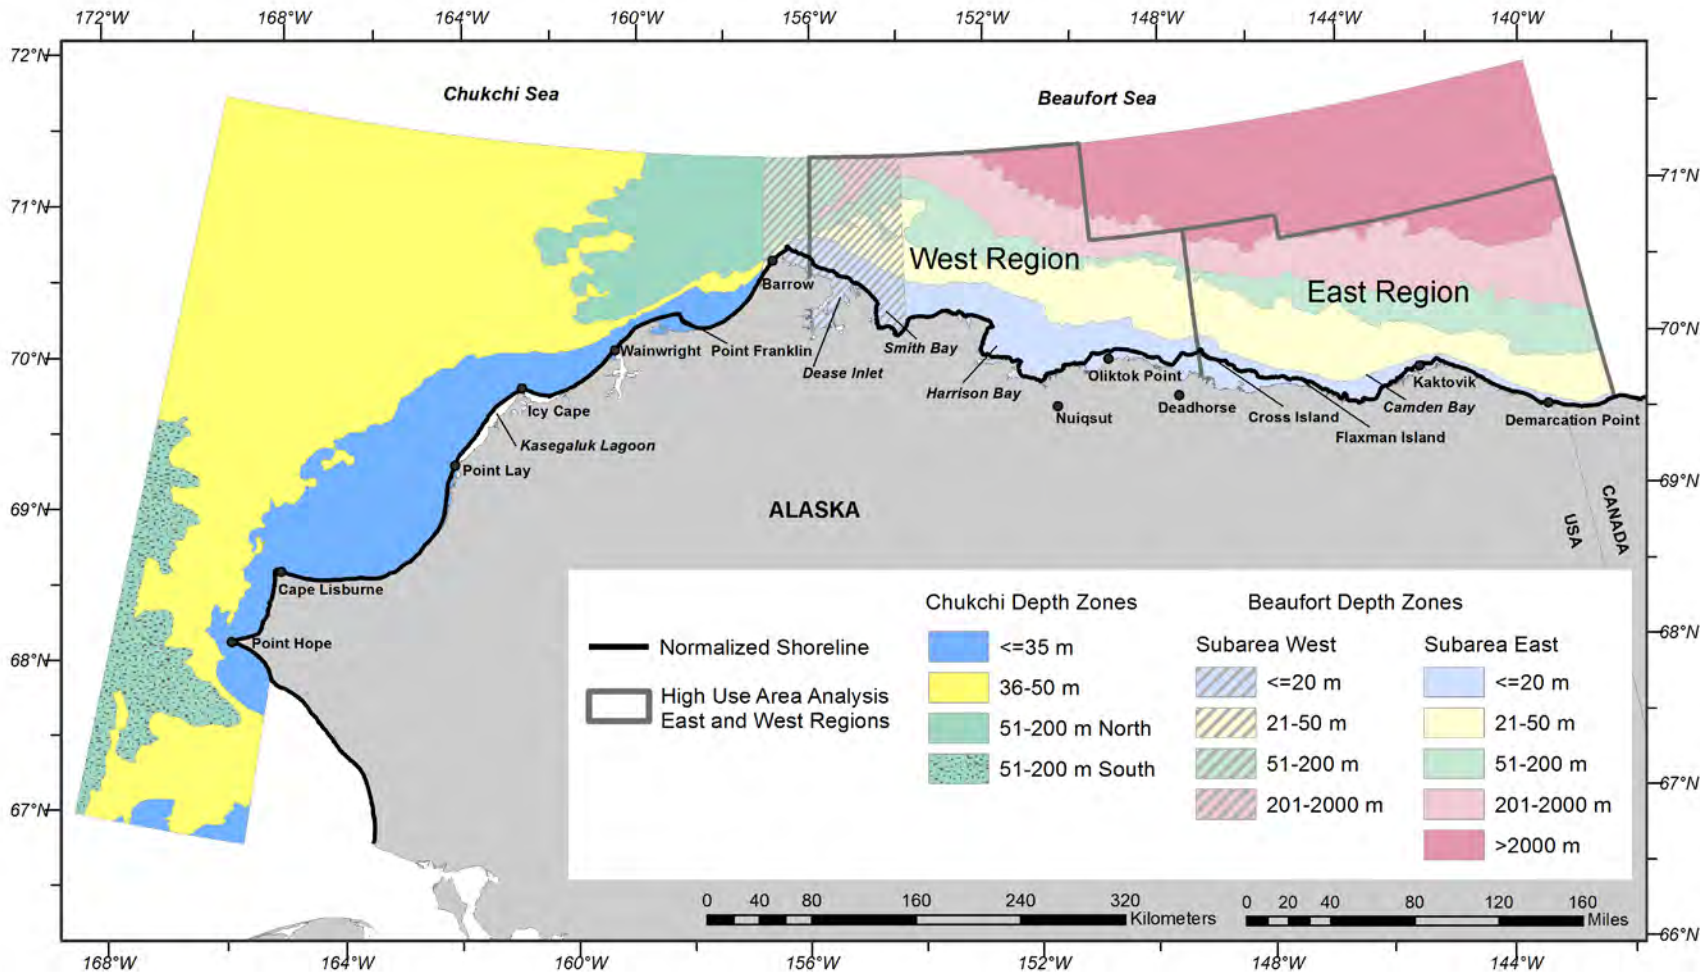 172°W 168°W 164°W 160°W 156°W 152°W 148°W 144°W 140°W
72°N
Chukchi Sea
Beaufort Sea
71°N
71°N
West Region
East Region
Barrow
70°N
70°N
Wainwright
Point Franklin
Smith Bay
Dease Inlet
Harrison Bay
Oliktok Point
Kaktovik
Icy Cape
Nuiqsut
Deadhorse
Cross Island
Camden Bay
Flaxman Island
Demarcation Point
Kasegaluk Lagoon
Point Lay
69°N
69°N
ALASKA
USA
CANADA
Cape Lisburne
Point Hope
68°N
68°N
67°N
67°N
66°N
Normalized Shoreline
High Use Area Analysis
East and West Regions
Chukchi Depth Zones
<=35 m
36-50 m
51-200 m North
51-200 m South
Beaufort Depth Zones
Subarea West
<=20 m
21-50 m
51-200 m
201-2000 m
Subarea East
<=20 m
21-50 m
51-200 m
201-2000 m
>2000 m
0 40 80 160 240 320
Kilometers
0 20 40 80 120 160
Miles
168°W 164°W 160°W 156°W 152°W 148°W 144°W